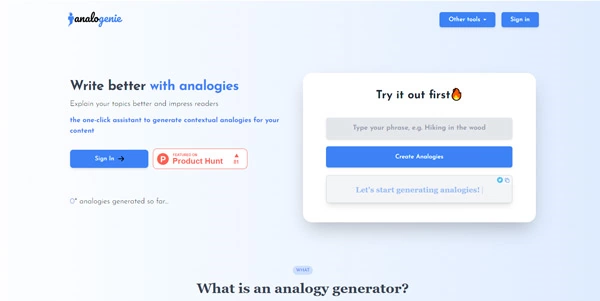 analogenie
Other tools
Sign in
Write better with analogies
Explain your topics better and impress readers
the one-click assistant to generate contextual analogies for your
content
Sign In →
FEATURED ON
Product Hunt
Try it out first🔥
Type your phrase, e.g. Hiking in the wood
Create Analogies
Let's start generating analogies!
0+ analogies generated so far...
WHAT
What is an analogy generator?